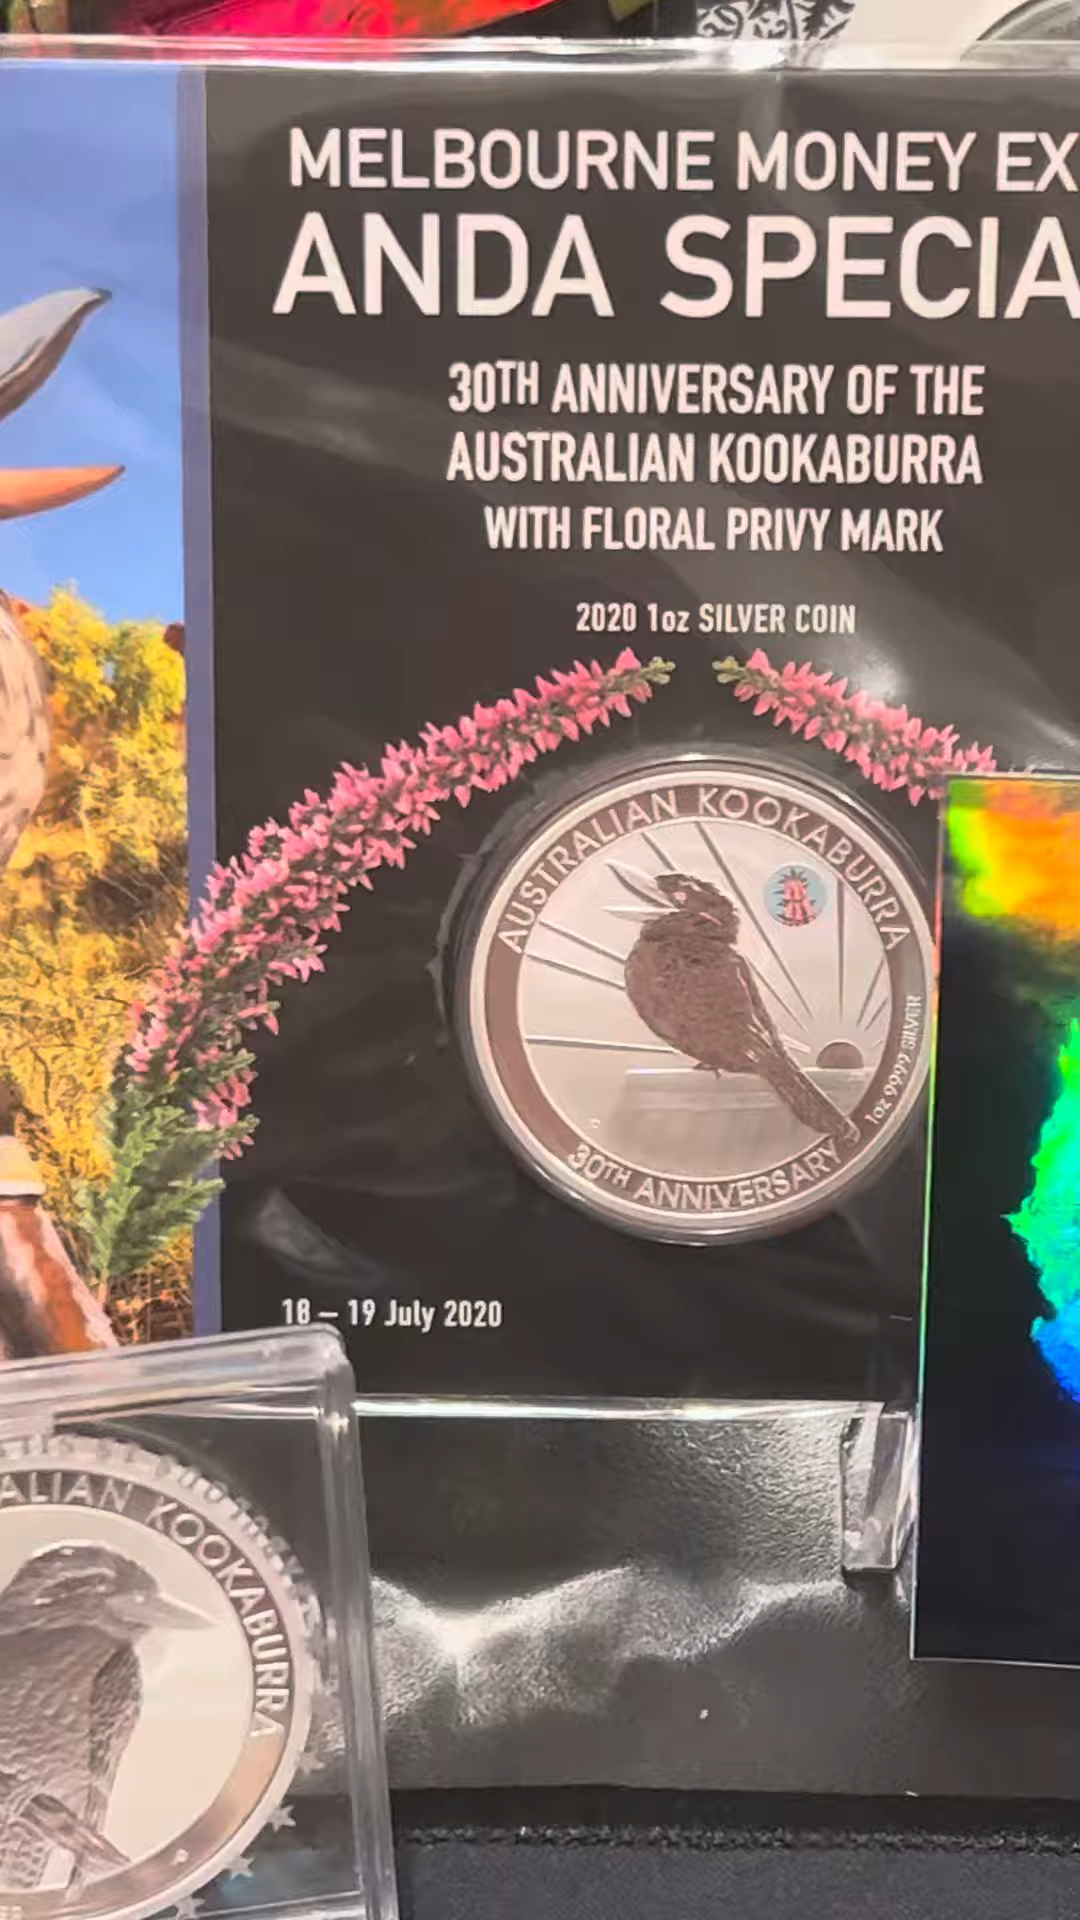 MELBOURNE MONEY EX
ANDA SPECIA
30TH ANNIVERSARY OF THE
AUSTRALIAN KOOKABURRA
WITH FLORAL PRIVY MARK
2020 1oz SILVER COIN
AUSTRALIAN KOOKABURRA
1oz 9999 SILVER
30TH ANNIVERSARY
18 – 19 July 2020
ALIAN KOOKABURRA